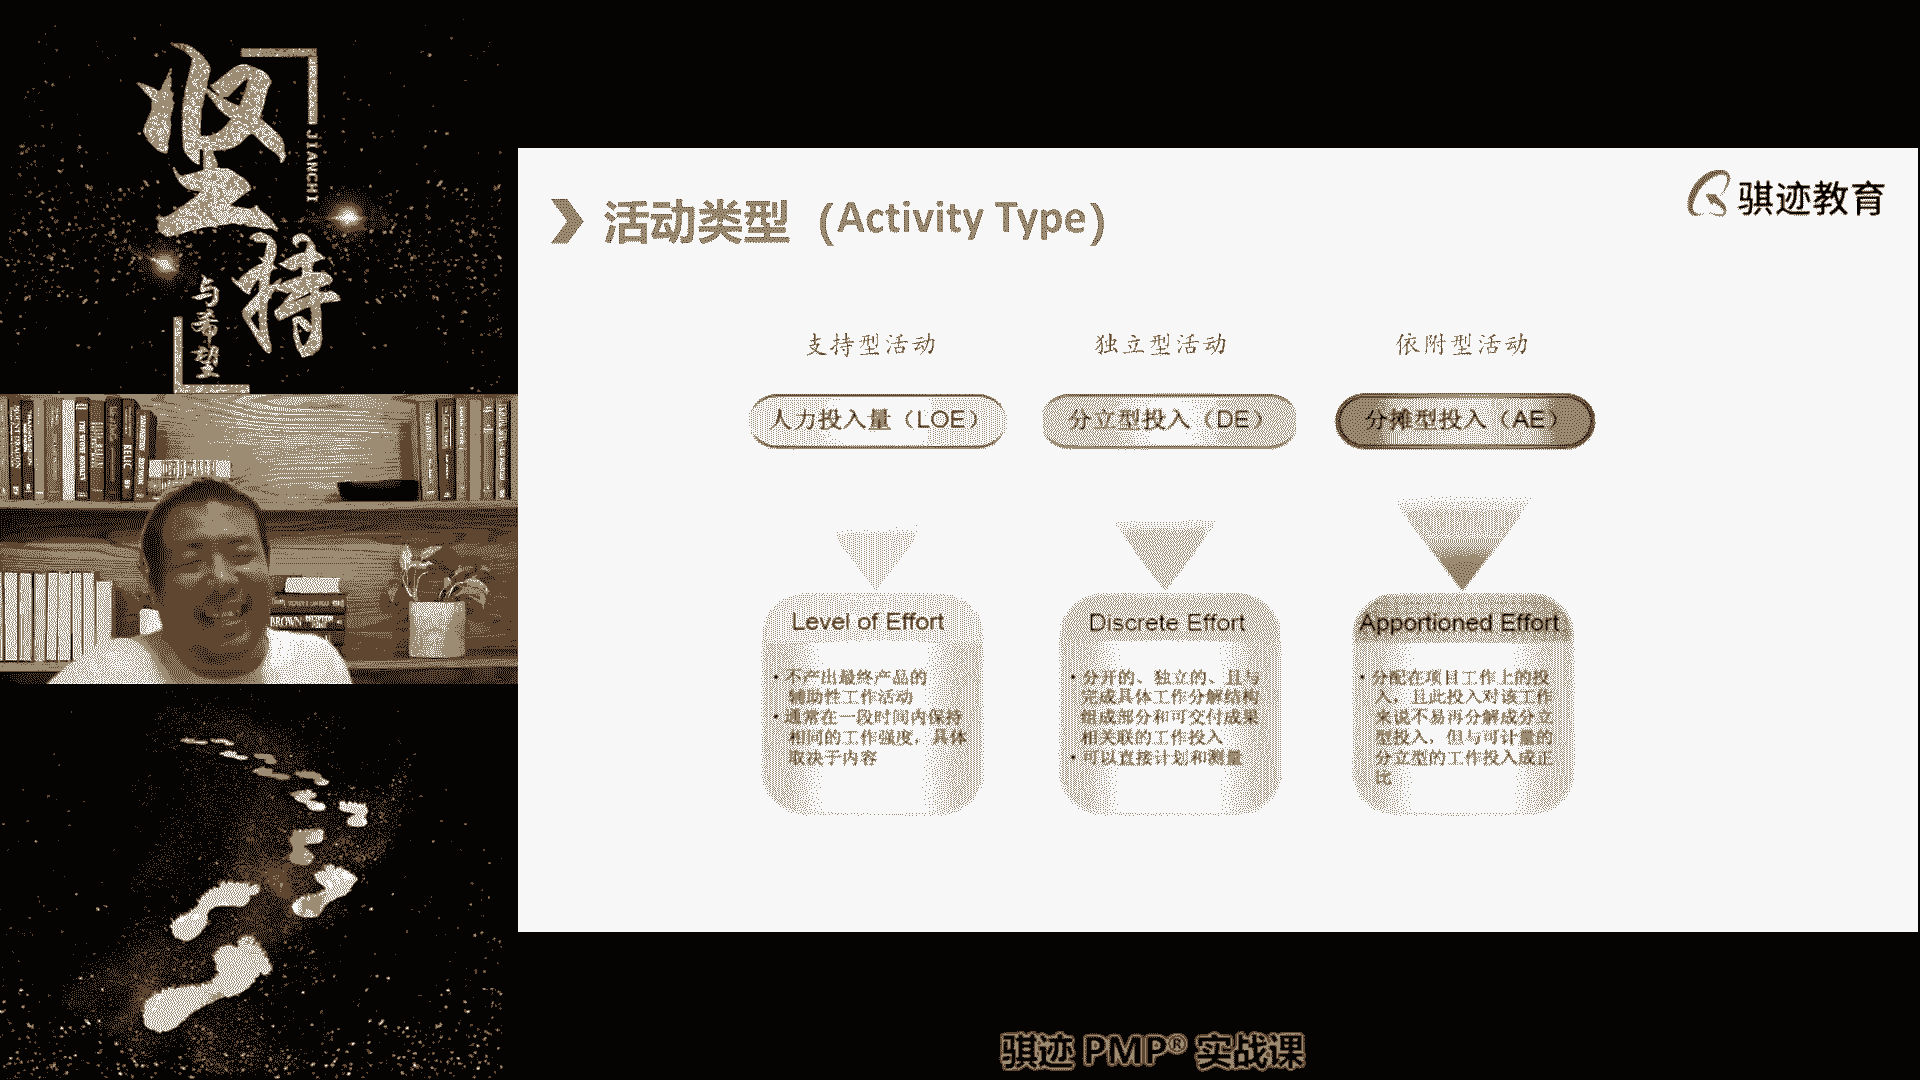 坚持
JIANCHI
与希望
骐迹教育
活动类型（Activity Type）
支持型活动
独立型活动
依附型活动
人力投入量（LOE）
分立型投入（DE）
分摊型投入（AE）
Level of Effort
• 不产出最终产品的
辅助性工作活动
• 通常在一段时间内保持
相同的工作强度，具体
取决于内容
Discrete Effort
• 分开的、独立的、且与
完成具体工作分解结构
组成部分和可交付成果
相关联的工作投入
• 可以直接计划和测量
Apportioned Effort
• 分配在项目工作上的投
入，且此投入对该工作
来说不易再分解成分立
型投入，但与可计量的
分立型的工作投入成正
比
BROWN
骐迹 PMP® 实战课